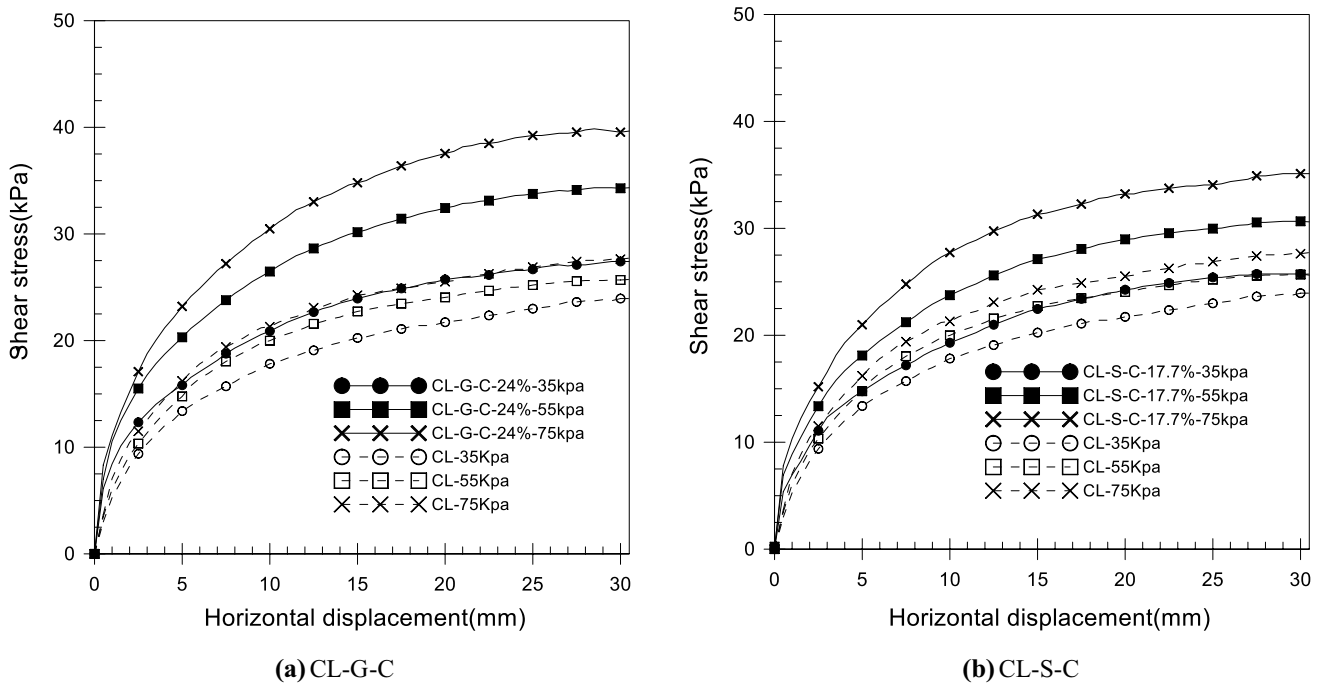 50
40
30
20
10
0
Shear stress(kPa)
CL-G-C-24%-35kpa
CL-G-C-24%-55kpa
CL-G-C-24%-75kpa
CL-35Kpa
CL-55Kpa
CL-75Kpa
0 5 10 15 20 25 30
Horizontal displacement(mm)
(a) CL-G-C
50
40
30
20
10
0
Shear stress(kPa)
CL-S-C-17.7%-35kpa
CL-S-C-17.7%-55kpa
CL-S-C-17.7%-75kpa
CL-35Kpa
CL-55Kpa
CL-75Kpa
0 5 10 15 20 25 30
Horizontal displacement(mm)
(b) CL-S-C